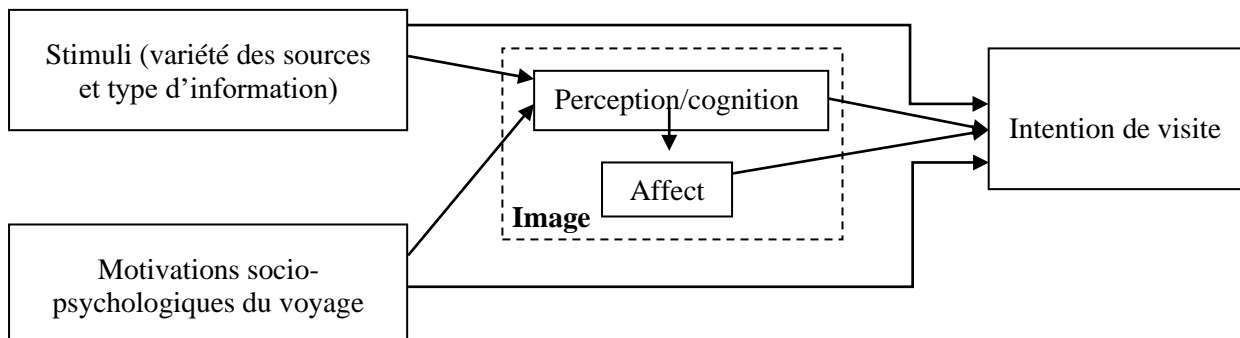 Stimuli (variété des sources
et type d’information)
Perception/cognition
Affect
Image
Intention de visite
Motivations socio-
psychologiques du voyage